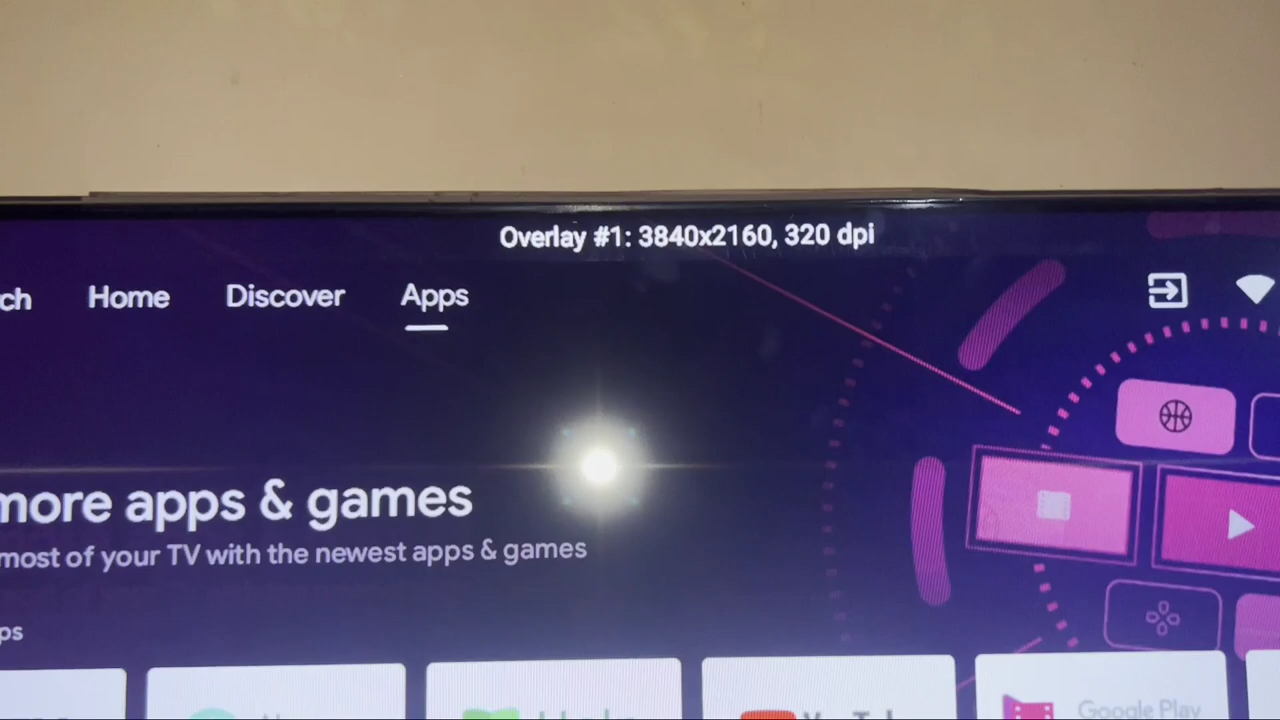 Overlay #1: 3840x2160, 320 dpi
ch Home Discover Apps
more apps & games
most of your TV with the newest apps & games
ps
Google Play